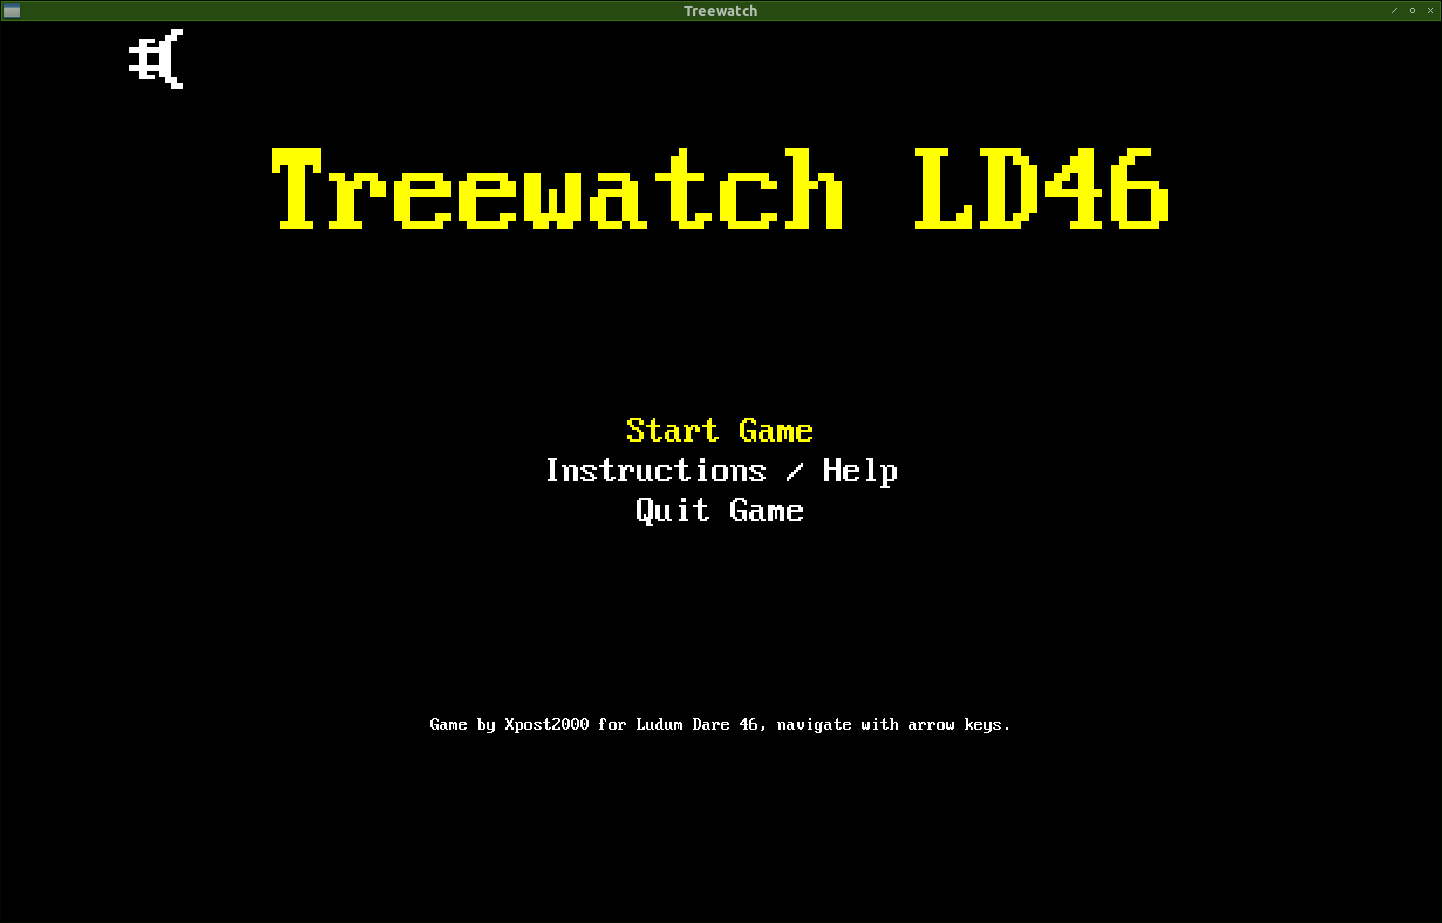 Treewatch
Treewatch LD46
Start Game
Instructions / Help
Quit Game
Game by Xpost2000 for Ludum Dare 46, navigate with arrow keys.